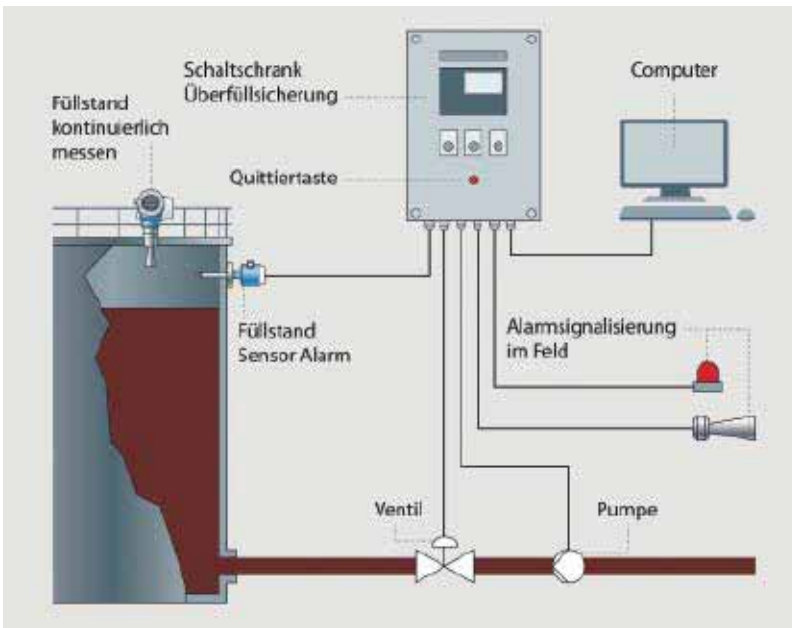 Schaltschrank
Überfüllsicherung
Computer
Füllstand
kontinuierlich
messen
Quittiertaste
Füllstand
Sensor Alarm
Alarmsignalisierung
im Feld
Ventil
Pumpe